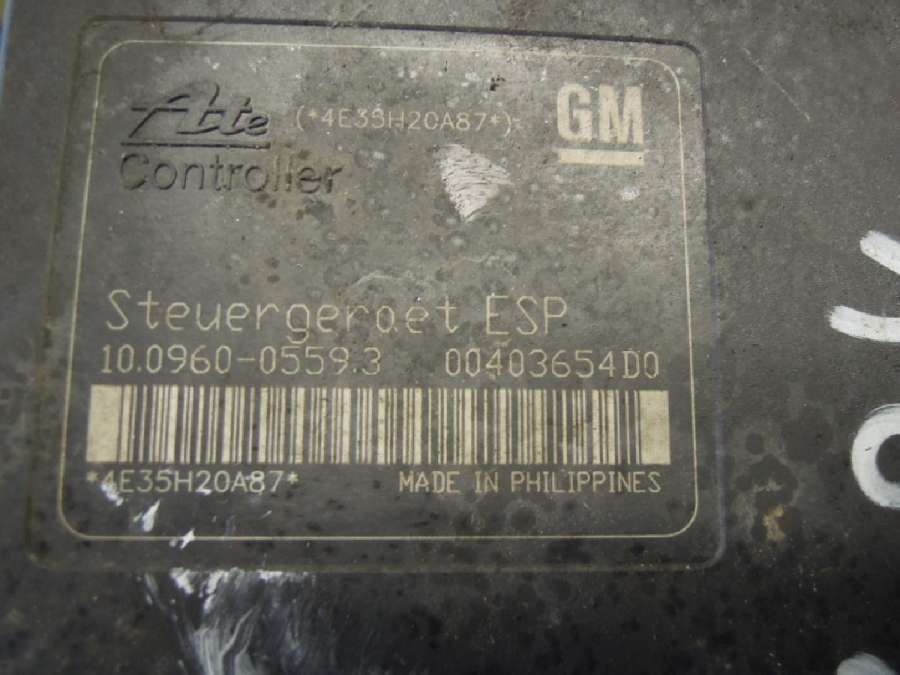 Ate (*4E35H20A87*) GM
Controller
Steuergeraet ESP
10.0960-0559.3 00403654D0
*4E35H20A87* MADE IN PHILIPPINES